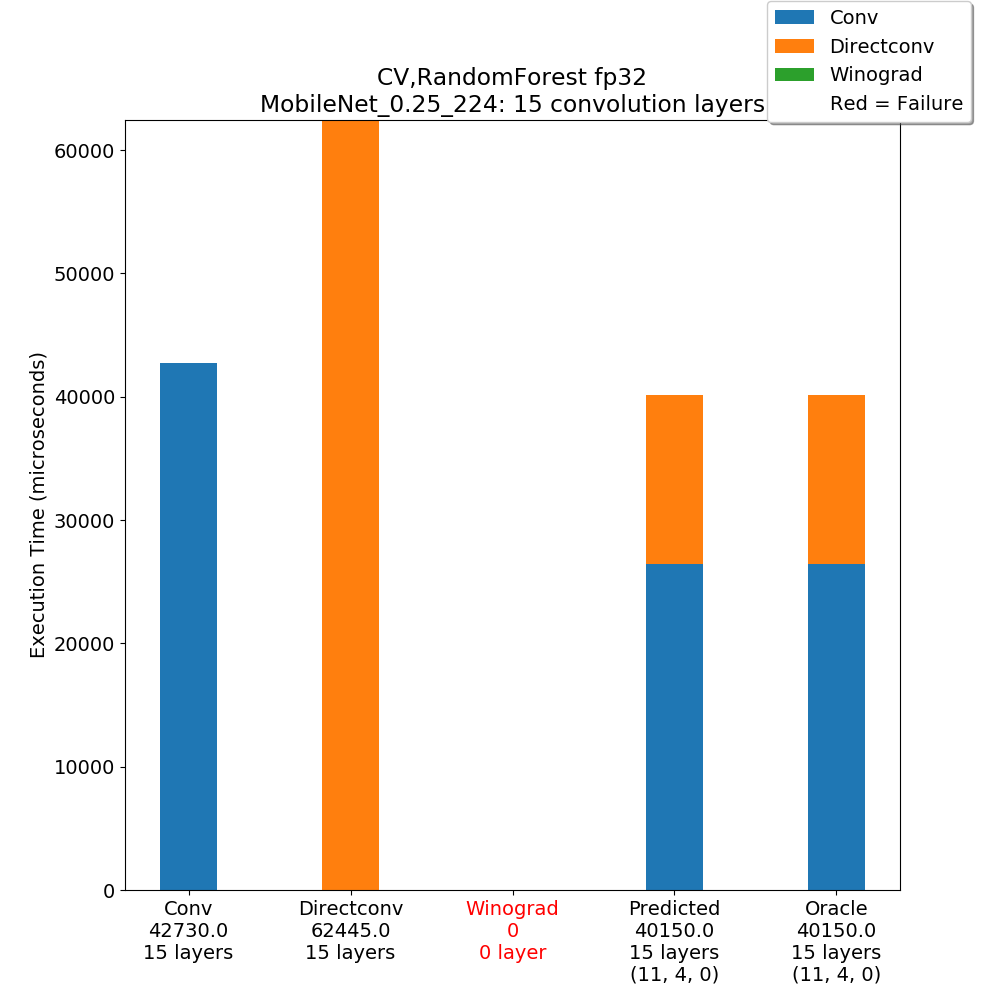 Conv
Directconv
Winograd
Red = Failure
CV,RandomForest fp32
MobileNet_0.25_224: 15 convolution layers
Execution Time (microseconds)
60000
50000
40000
30000
20000
10000
0
Conv
42730.0
15 layers
Directconv
62445.0
15 layers
Winograd
0
0 layer
Predicted
40150.0
15 layers
(11, 4, 0)
Oracle
40150.0
15 layers
(11, 4, 0)